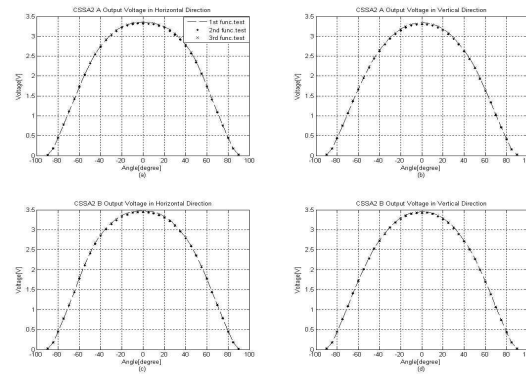 CSSA2 A Output Voltage in Horizontal Direction
3.5
3
2.5
2
1.5
1
0.5
0
Voltage[V]
1st func.test
2nd func.test
3rd func.test
-100 -80 -60 -40 -20 0 20 40 60 80 100
Angle[degree]
(a)
CSSA2 A Output Voltage in Vertical Direction
3.5
3
2.5
2
1.5
1
0.5
0
Voltage[V]
-100 -80 -60 -40 -20 0 20 40 60 80
Angle[degree]
(b)
CSSA2 B Output Voltage in Horizontal Direction
3.5
3
2.5
2
1.5
1
0.5
0
Voltage[V]
-100 -80 -60 -40 -20 0 20 40 60 80 100
Angle[degree]
(c)
CSSA2 B Output Voltage in Vertical Direction
3.5
3
2.5
2
1.5
1
0.5
0
Voltage[V]
-100 -80 -60 -40 -20 0 20 40 60 80
Angle[degree]
(d)